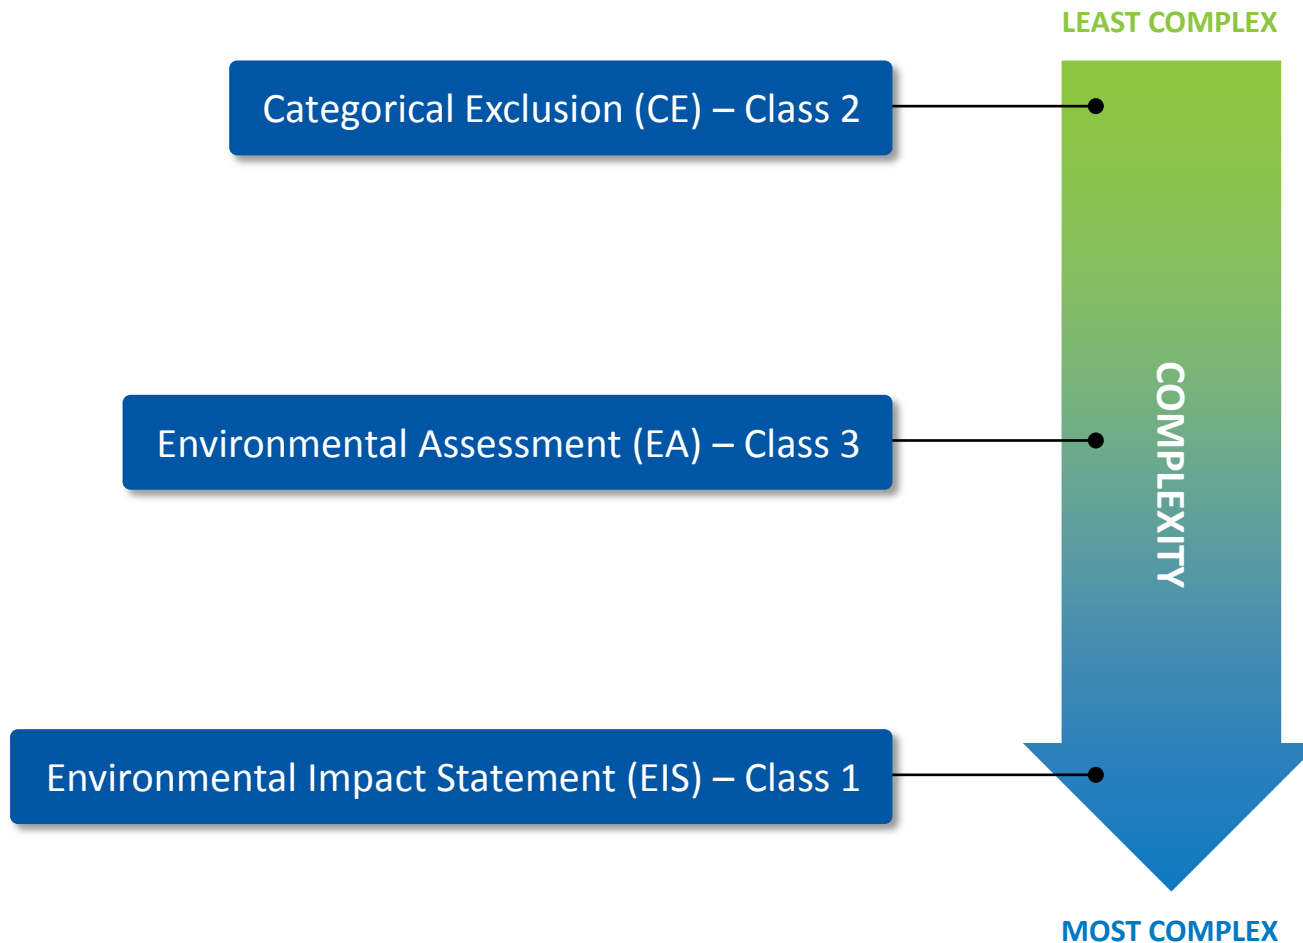 LEAST COMPLEX
Categorical Exclusion (CE) – Class 2
Environmental Assessment (EA) – Class 3
COMPLEXITY
Environmental Impact Statement (EIS) – Class 1
MOST COMPLEX